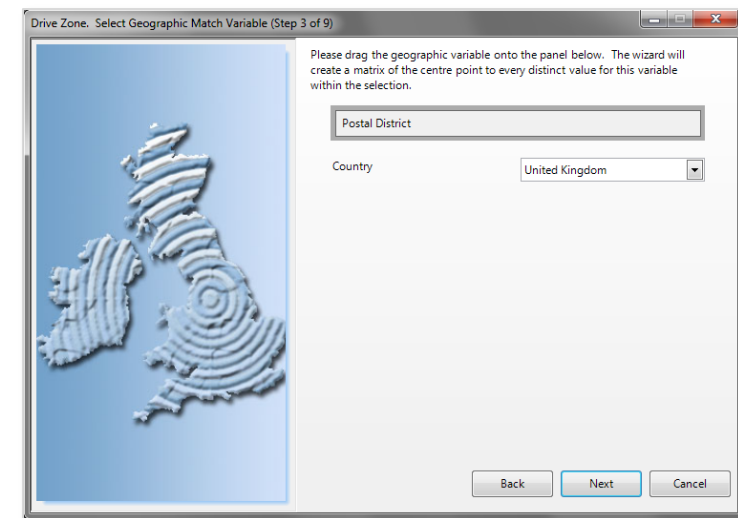 Drive Zone.  Select Geographic Match Variable (Step 3 of 9)
Please drag the geographic variable onto the panel below.  The wizard will
create a matrix of the centre point to every distinct value for this variable
within the selection.
Postal District
Country
United Kingdom
Back
Next
Cancel